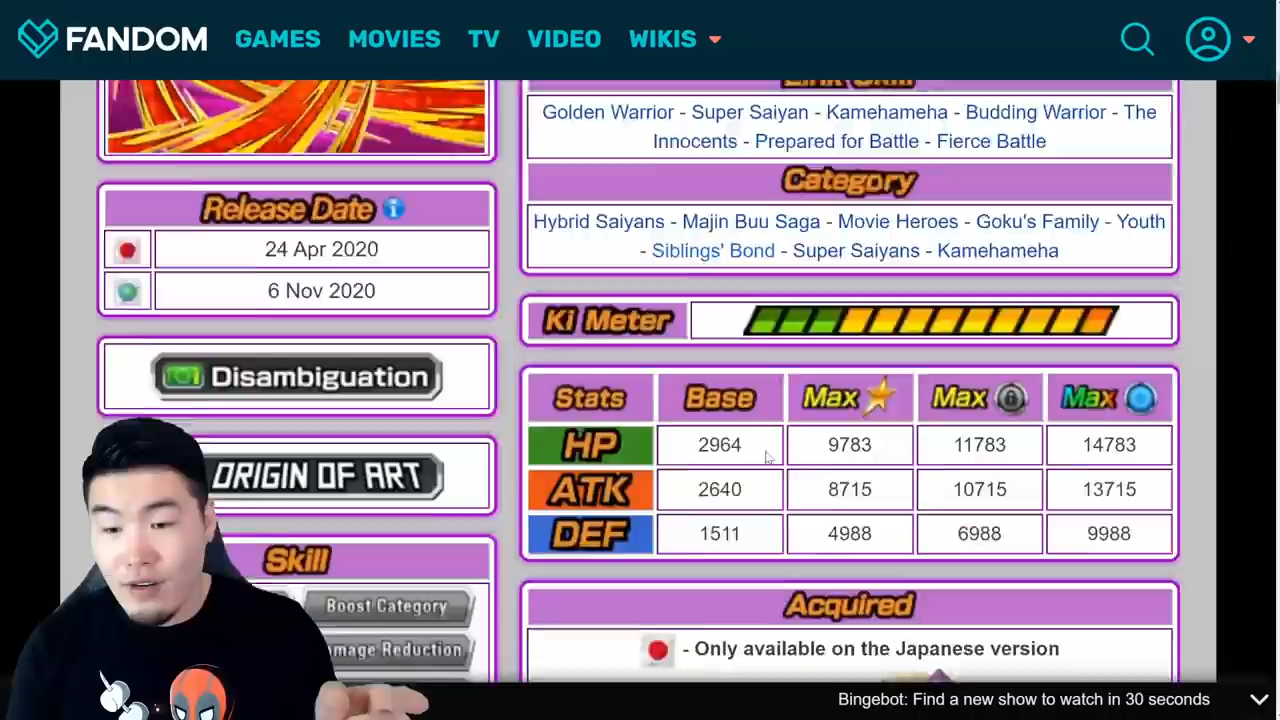 FANDOM GAMES MOVIES TV VIDEO WIKIS
Link Skill
Golden Warrior - Super Saiyan - Kamehameha - Budding Warrior - The
Innocents - Prepared for Battle - Fierce Battle
Category
Hybrid Saiyans - Majin Buu Saga - Movie Heroes - Goku's Family - Youth
- Siblings' Bond - Super Saiyans - Kamehameha
Release Date
24 Apr 2020
6 Nov 2020
Ki Meter
Disambiguation
ORIGIN OF ART
Stats Base Max Max Max
HP 2964 9783 11783 14783
ATK 2640 8715 10715 13715
DEF 1511 4988 6988 9988
Skill
Boost Category
mage Reduction
Acquired
- Only available on the Japanese version
Bingebot: Find a new show to watch in 30 seconds